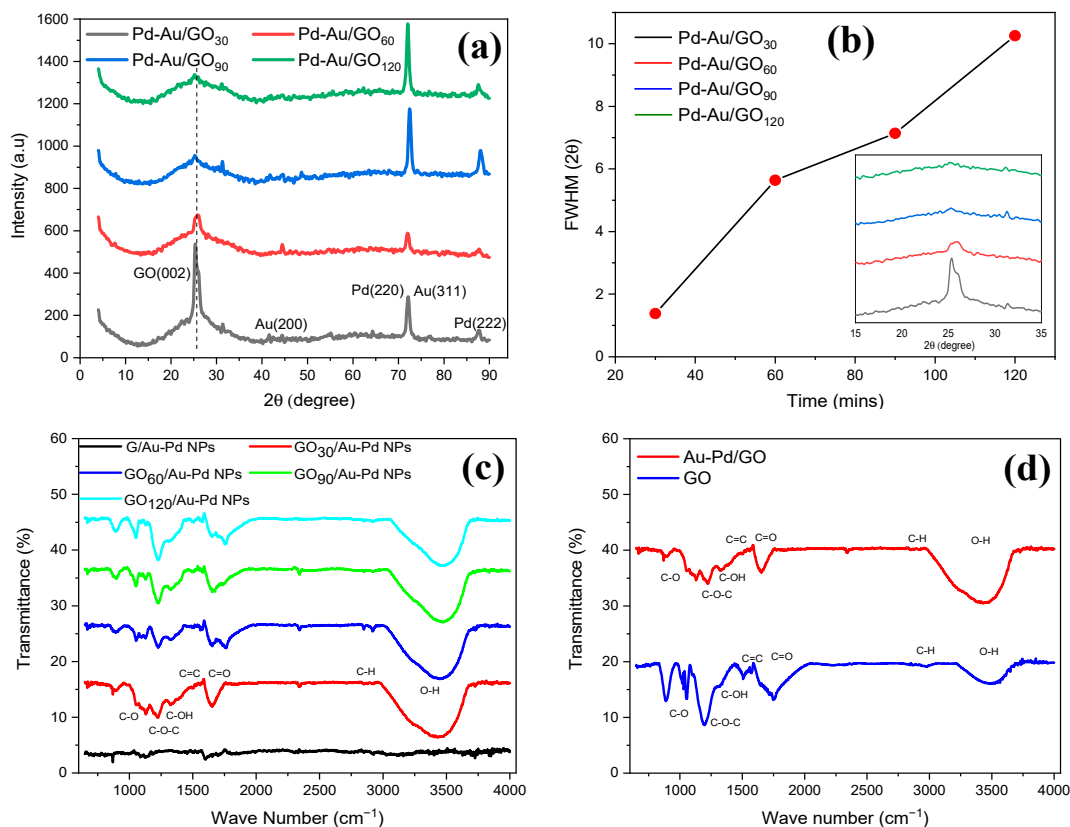 (a)
Pd-Au/GO₃₀ Pd-Au/GO₆₀
Pd-Au/GO₉₀ Pd-Au/GO₁₂₀
1600
1400
1200
1000
800
600
400
200
0
Intensity (a.u)
GO(002)
Au(200)
Pd(220) Au(311)
Pd(222)
0 10 20 30 40 50 60 70 80 90
2θ (degree)
(b)
Pd-Au/GO₃₀
Pd-Au/GO₆₀
Pd-Au/GO₉₀
Pd-Au/GO₁₂₀
10
8
6
4
2
0
FWHM (2θ)
15 20 25 30 35
2θ (degree)
20 40 60 80 100 120
Time (mins)
(c)
G/Au-Pd NPs GO₃₀/Au-Pd NPs
GO₆₀/Au-Pd NPs GO₉₀/Au-Pd NPs
GO₁₂₀/Au-Pd NPs
60
50
40
30
20
10
0
Transmittance (%)
C=C C=O C-H
O-H
C-O C-OH
C-O-C
1000 1500 2000 2500 3000 3500 4000
Wave Number (cm⁻¹)
(d)
Au-Pd/GO
GO
60
50
40
30
20
10
0
Transmittance (%)
C=C C=O C-H O-H
C-O C-OH
C-O-C
C=C C=O C-H O-H
C-OH
C-O
C-O-C
1000 1500 2000 2500 3000 3500 4000
Wave number (cm⁻¹)